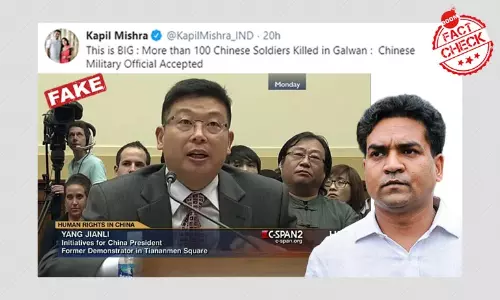 Kapil Mishra @KapilMishra_IND · 20h
This is BIG : More than 100 Chinese Soldiers Killed in Galwan : Chinese
Military Official Accepted
FACT
CHECK
FAKE
Monday
HUMAN RIGHTS IN CHINA
YANG JIANLI
Initiatives for China President
Former Demonstrator in Tiananmen Square
C-SPAN2
c-span.org